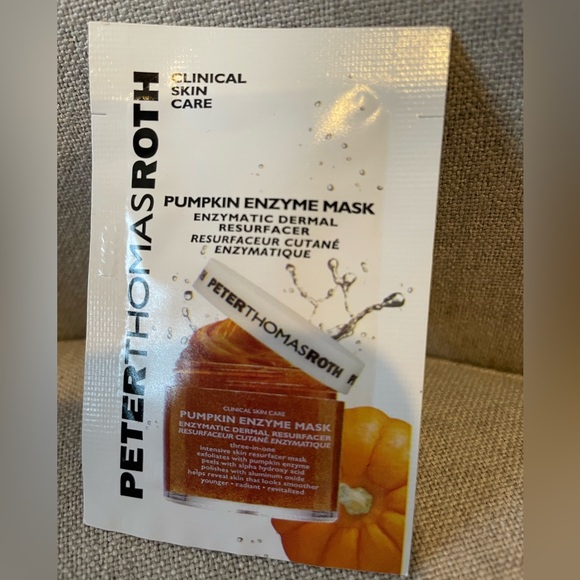 PETERTHOMASROTH
CLINICAL
SKIN
CARE
PUMPKIN ENZYME MASK
ENZYMATIC DERMAL
RESURFACER
RESURFACEUR CUTANÉ
ENZYMATIQUE
PETERTHOMASROTH
CLINICAL SKIN CARE
PUMPKIN ENZYME MASK
ENZYMATIC DERMAL RESURFACER
RESURFACEUR CUTANÉ ENZYMATIQUE
three-in-one
intensive skin resurfacer mask
exfoliates with pumpkin enzyme
peels with alpha hydroxy acid
polishes with aluminum oxide
helps reveal skin that looks smoother
younger • radiant • revitalized